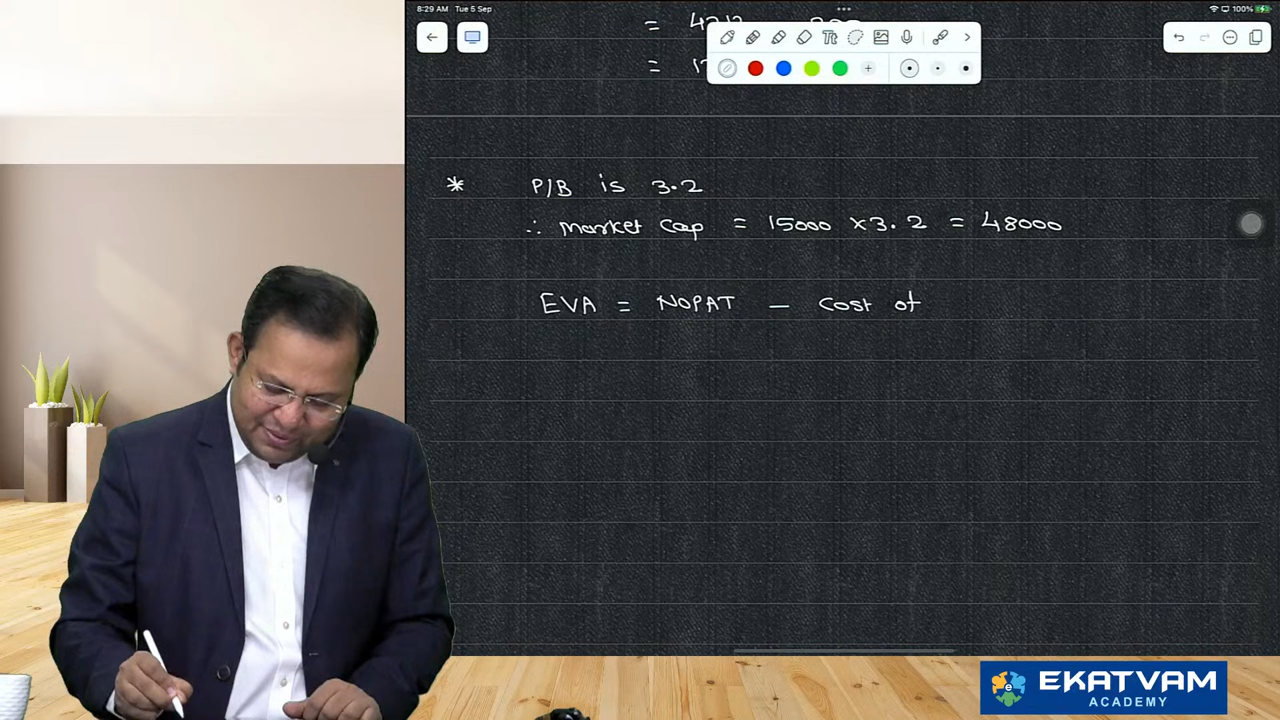 8:29 AM Tue 5 Sep
100%
=
=
Tt
* P/B is 3.2
∴ market cap = 15000 x 3.2 = 48000
EVA = NOPAT — cost of
EKATVAM
ACADEMY